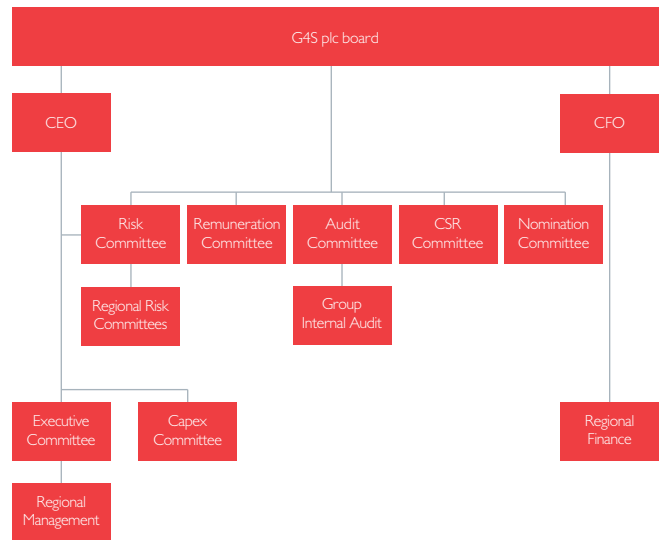 G4S plc board
CEO
CFO
Risk
Committee
Remuneration
Committee
Audit
Committee
CSR
Committee
Nomination
Committee
Regional Risk
Committees
Group
Internal Audit
Executive
Committee
Capex
Committee
Regional
Finance
Regional
Management